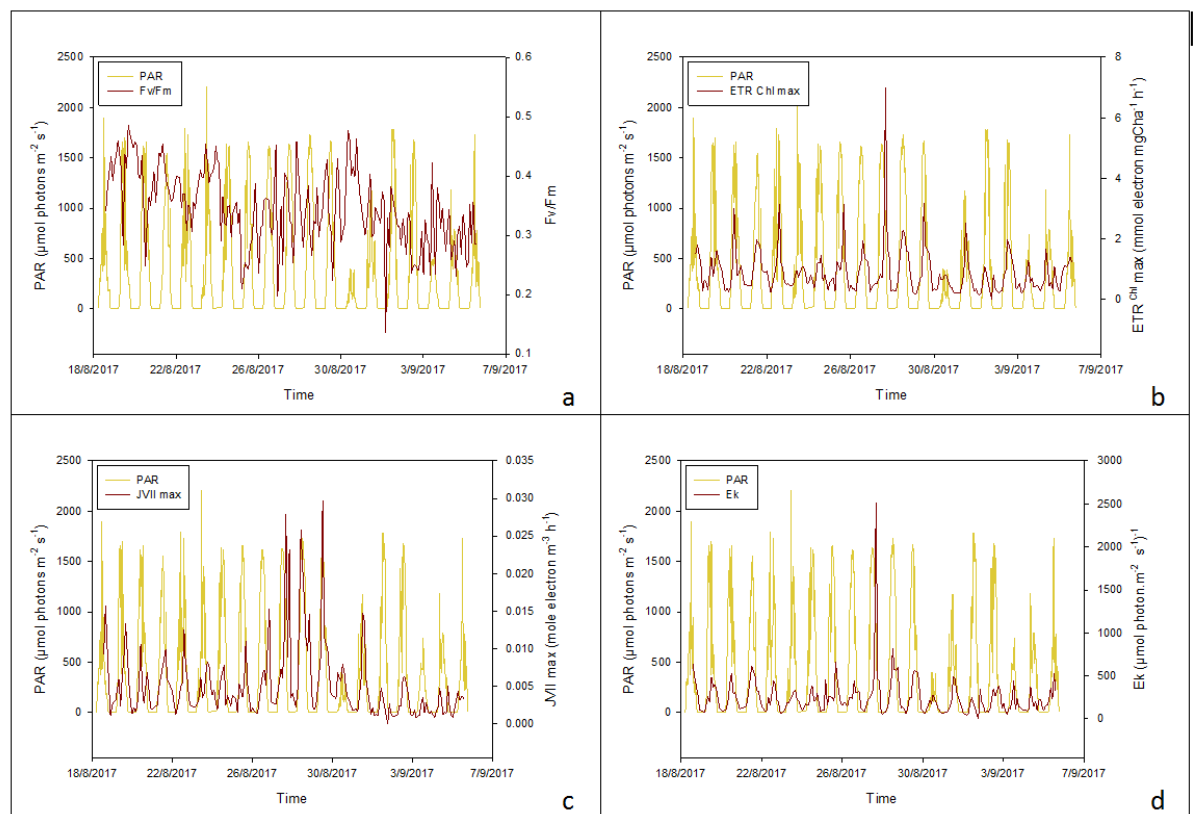 2500
2000
1500
1000
500
0
PAR (µmol photons m-2 s-1)
PAR
Fv/Fm
0.6
0.5
0.4
0.3
0.2
0.1
Fv/Fm
18/8/2017 22/8/2017 26/8/2017 30/8/2017 3/9/2017 7/9/2017
Time
a
2500
2000
1500
1000
500
0
PAR (µmol photons m-2 s-1)
PAR
ETR Chl max
8
6
4
2
0
ETR Chl max (mmol electron mgCha-1 h-1)
18/8/2017 22/8/2017 26/8/2017 30/8/2017 3/9/2017 7/9/2017
Time
b
2500
2000
1500
1000
500
0
PAR (µmol photons m-2 s-1)
PAR
JVII max
0.035
0.030
0.025
0.020
0.015
0.010
0.005
0.000
JVII max (mole electron m-3 h-1)
18/8/2017 22/8/2017 26/8/2017 30/8/2017 3/9/2017 7/9/2017
Time
c
2500
2000
1500
1000
500
0
PAR (µmol photons m-2 s-1)
PAR
Ek
3000
2500
2000
1500
1000
500
0
Ek (µmol photon.m-2 s-1)-1
18/8/2017 22/8/2017 26/8/2017 30/8/2017 3/9/2017 7/9/2017
Time
d